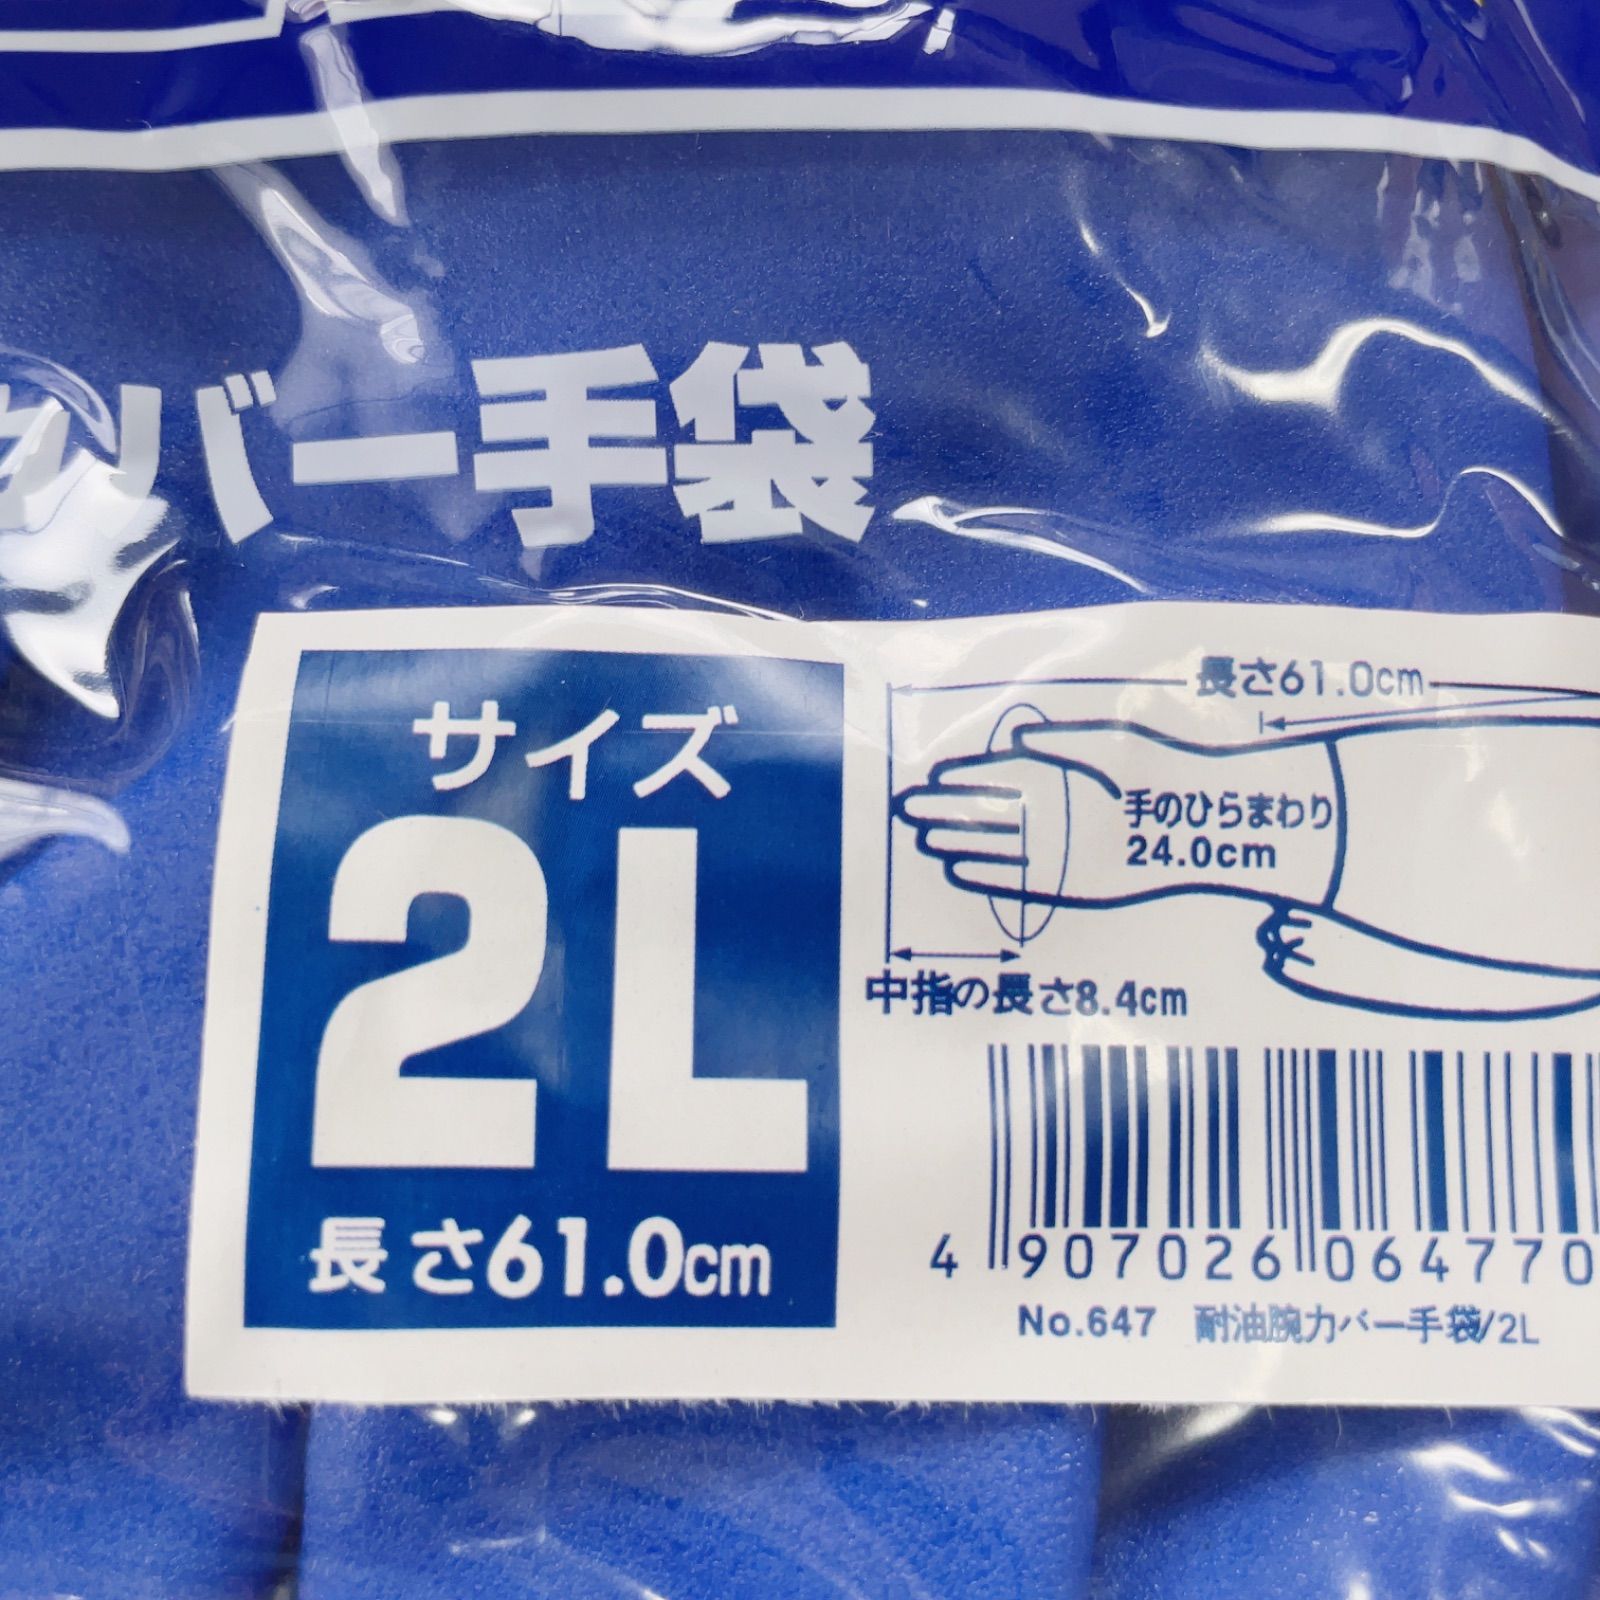 カバー手袋
サイズ
2L
長さ61.0cm
長さ61.0cm
手のひらまわり
24.0cm
中指の長さ8.4cm
4 907026 064770
No.647 耐油腕カバー手袋/2L